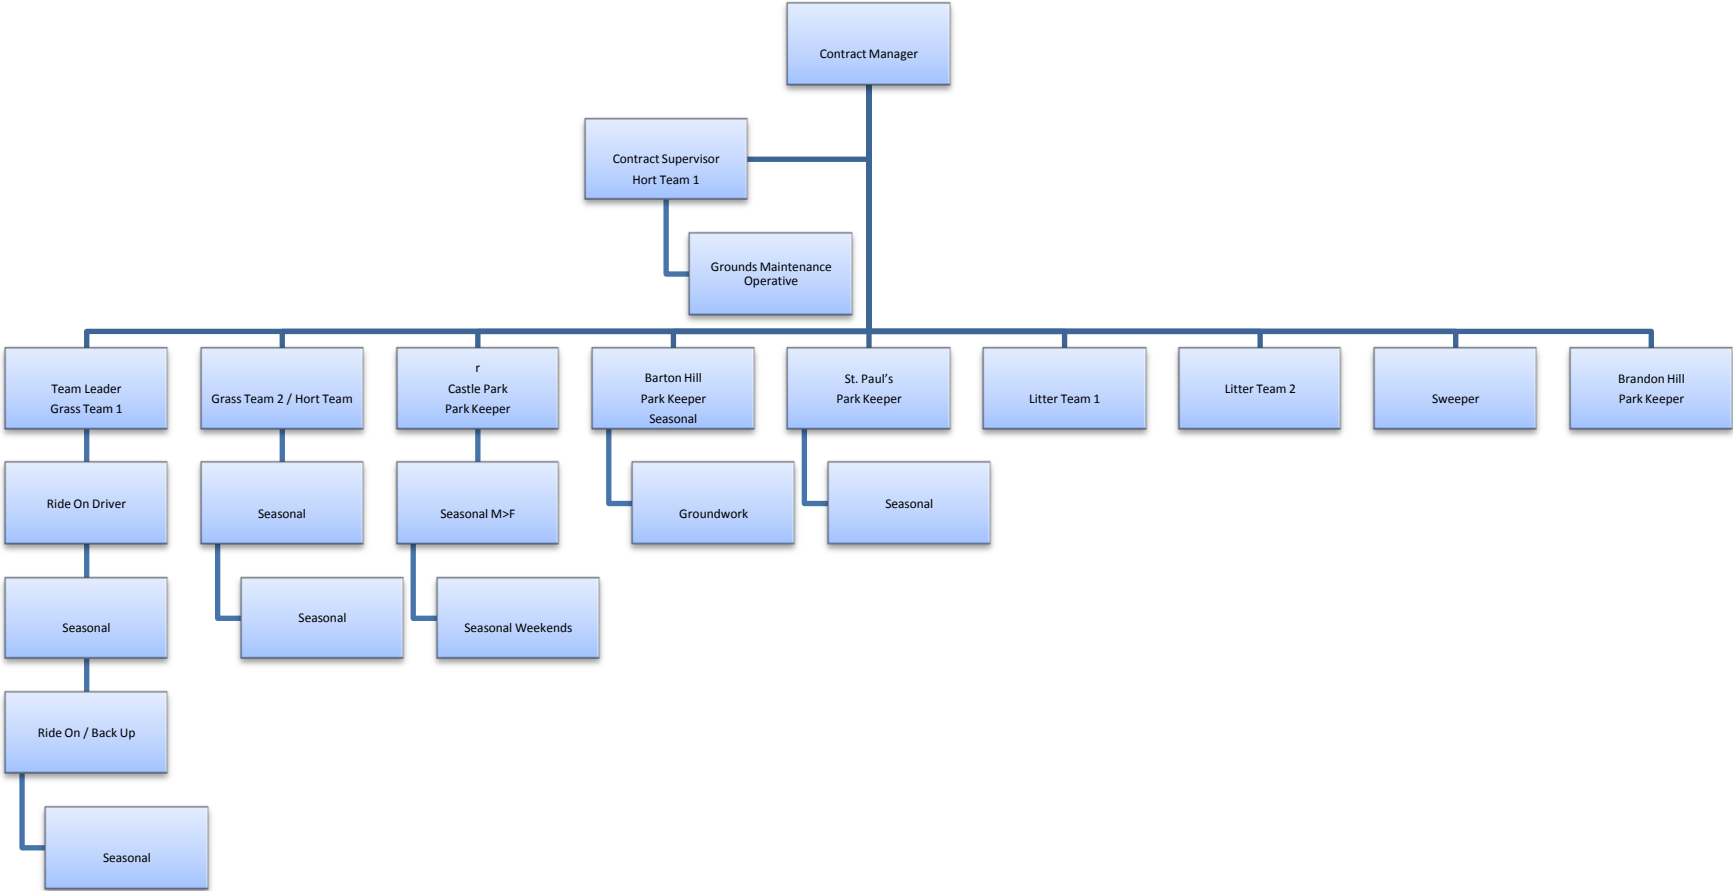 Contract Manager
Contract Supervisor
Hort Team 1
Grounds Maintenance
Operative
Team Leader
Grass Team 1
Grass Team 2 / Hort Team
r
Castle Park
Park Keeper
Barton Hill
Park Keeper
Seasonal
St. Paul’s
Park Keeper
Litter Team 1
Litter Team 2
Sweeper
Brandon Hill
Park Keeper
Ride On Driver
Seasonal
Seasonal M>F
Groundwork
Seasonal
Seasonal
Seasonal
Seasonal Weekends
Ride On / Back Up
Seasonal